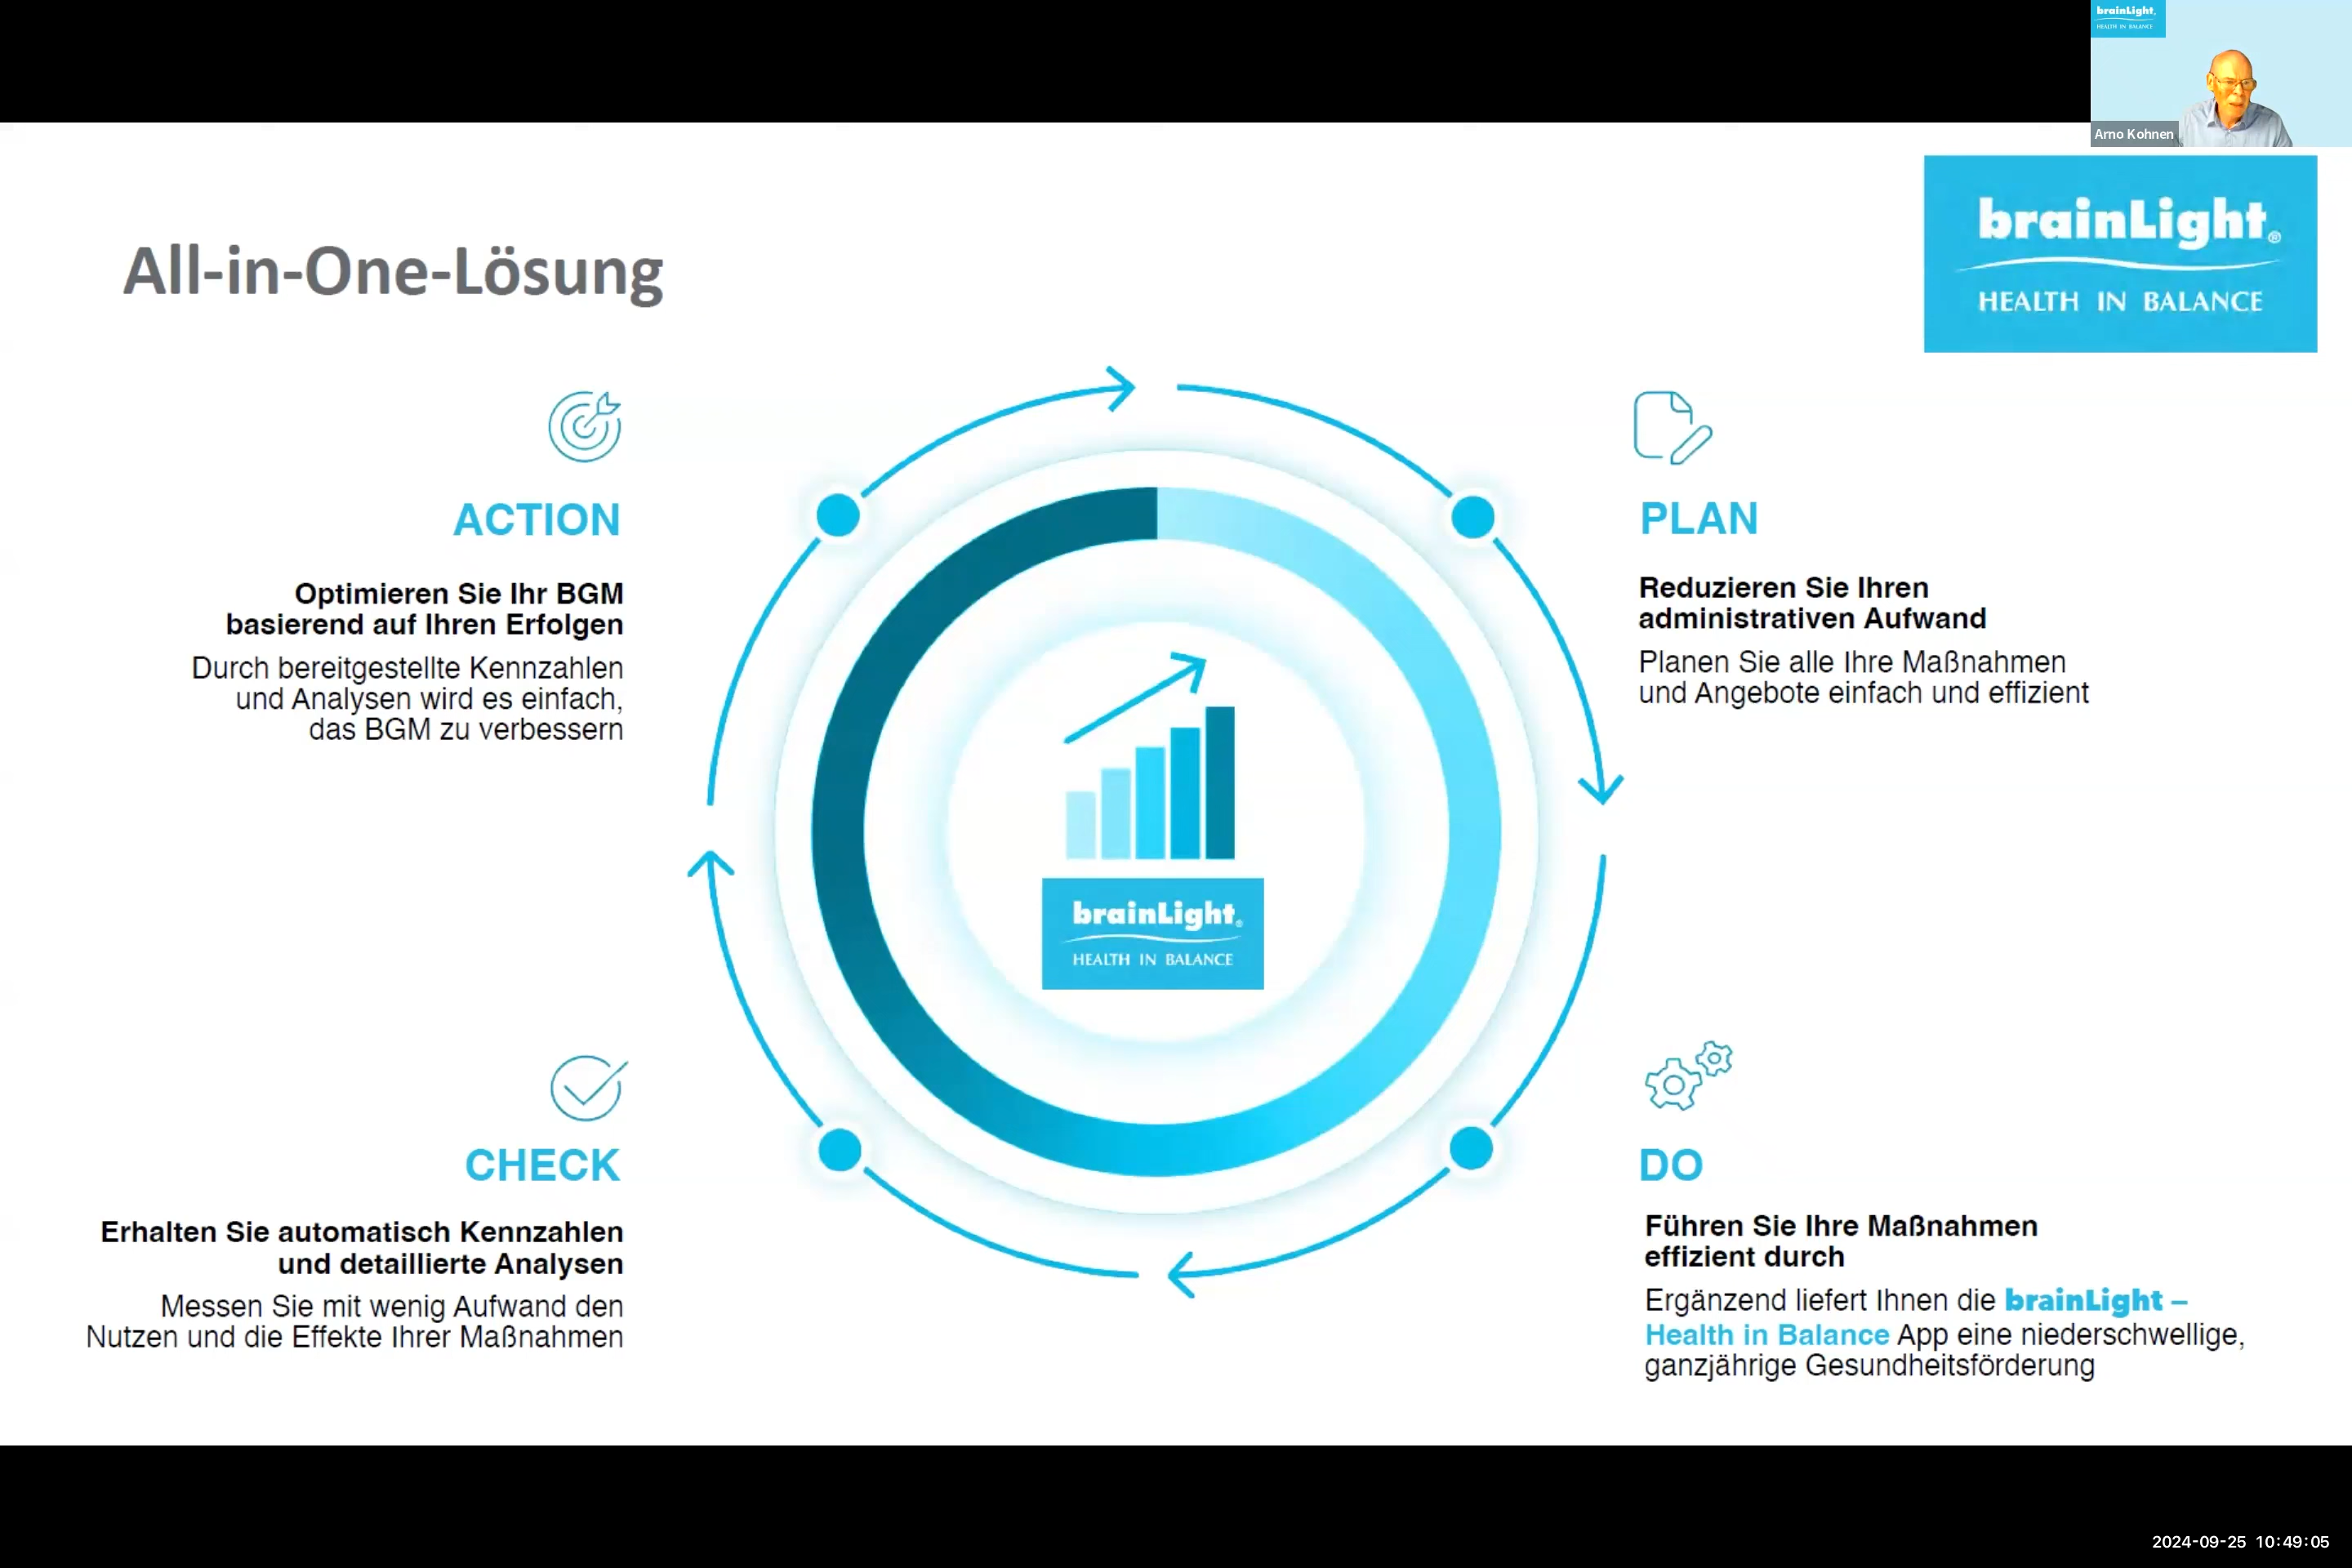 brainLight®
HEALTH IN BALANCE
Arno Kohnen
brainLight®
HEALTH IN BALANCE
All-in-One-Lösung
ACTION
Optimieren Sie Ihr BGM
basierend auf Ihren Erfolgen
Durch bereitgestellte Kennzahlen
und Analysen wird es einfach,
das BGM zu verbessern
PLAN
Reduzieren Sie Ihren
administrativen Aufwand
Planen Sie alle Ihre Maßnahmen
und Angebote einfach und effizient
brainLight®
HEALTH IN BALANCE
CHECK
Erhalten Sie automatisch Kennzahlen
und detaillierte Analysen
Messen Sie mit wenig Aufwand den
Nutzen und die Effekte Ihrer Maßnahmen
DO
Führen Sie Ihre Maßnahmen
effizient durch
Ergänzend liefert Ihnen die brainLight –
Health in Balance App eine niederschwellige,
ganzjährige Gesundheitsförderung
2024-09-25 10:49:05